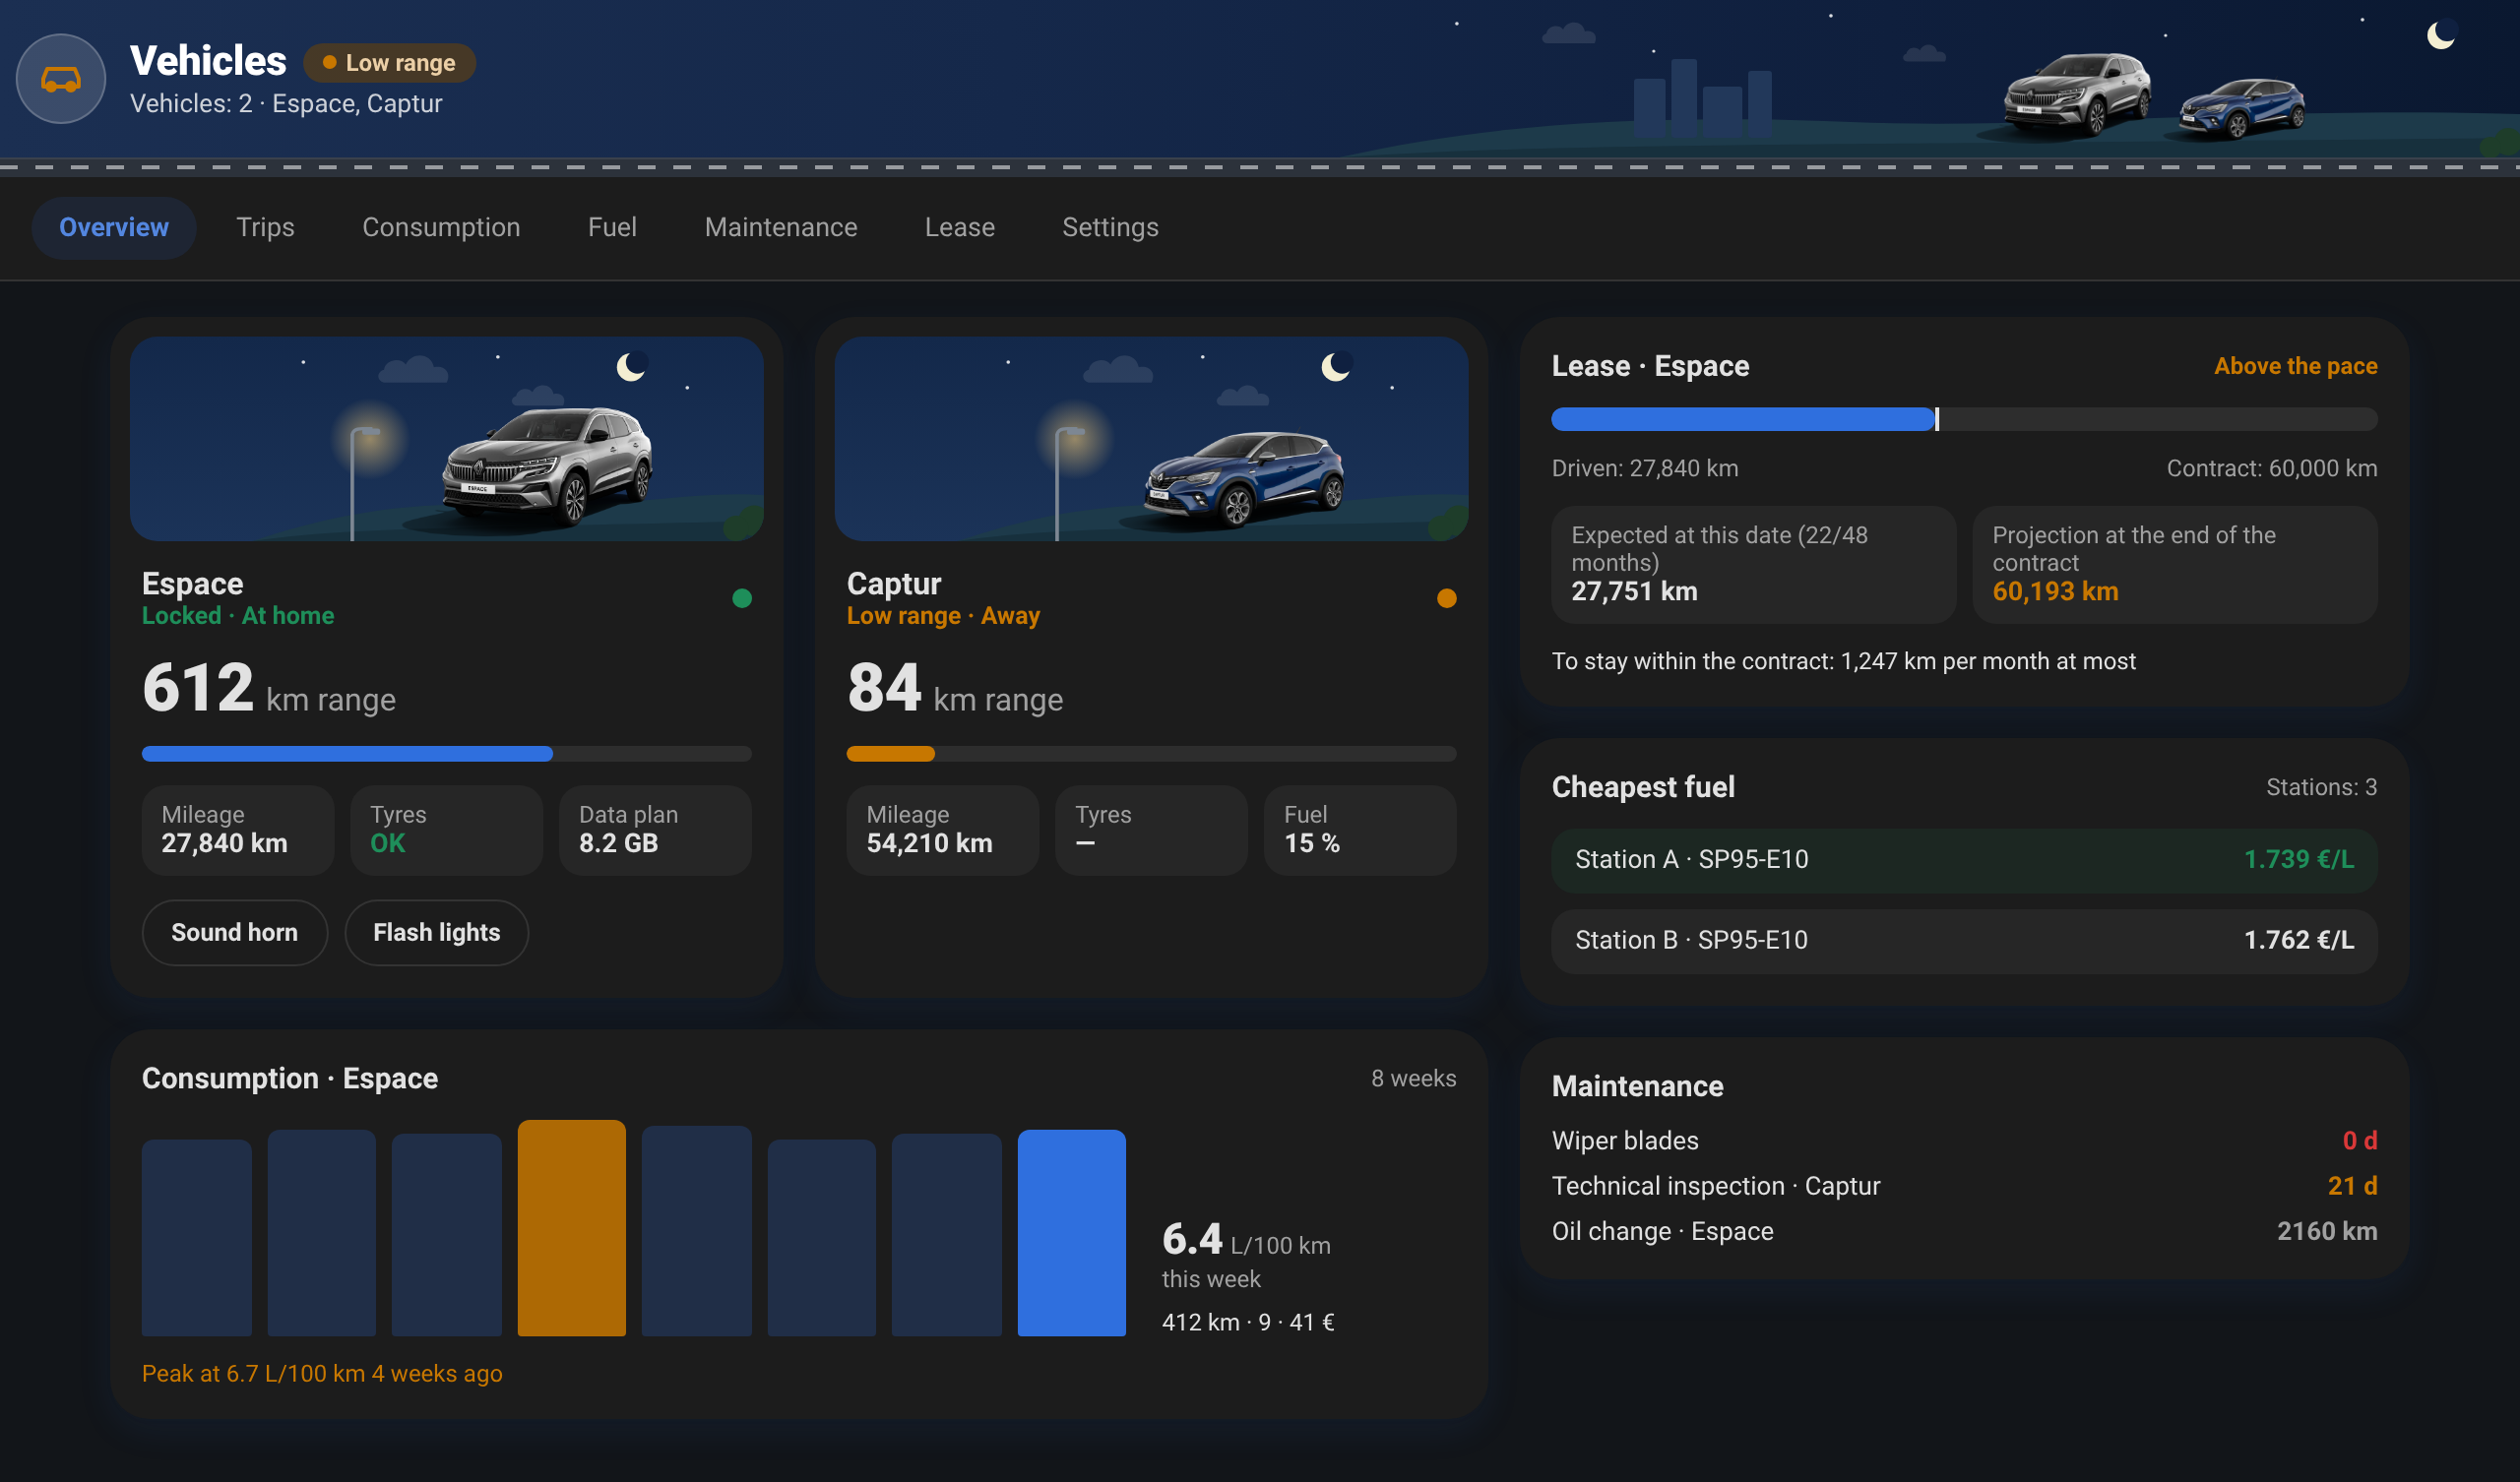 Vehicles
Low range
Vehicles: 2 · Espace, Captur
Overview
Trips
Consumption
Fuel
Maintenance
Lease
Settings
ESPACE
Espace
Locked · At home
612 km range
Mileage
27,840 km
Tyres
OK
Data plan
8.2 GB
Sound horn
Flash lights
CAPTUR
Captur
Low range · Away
84 km range
Mileage
54,210 km
Tyres
—
Fuel
15 %
Lease · Espace
Above the pace
Driven: 27,840 km
Contract: 60,000 km
Expected at this date (22/48
months)
27,751 km
Projection at the end of the
contract
60,193 km
To stay within the contract: 1,247 km per month at most
Cheapest fuel
Stations: 3
Station A · SP95-E10
1.739 €/L
Station B · SP95-E10
1.762 €/L
Consumption · Espace
8 weeks
6.4 L/100 km
this week
412 km · 9 · 41 €
Peak at 6.7 L/100 km 4 weeks ago
Maintenance
Wiper blades
0 d
Technical inspection · Captur
21 d
Oil change · Espace
2160 km